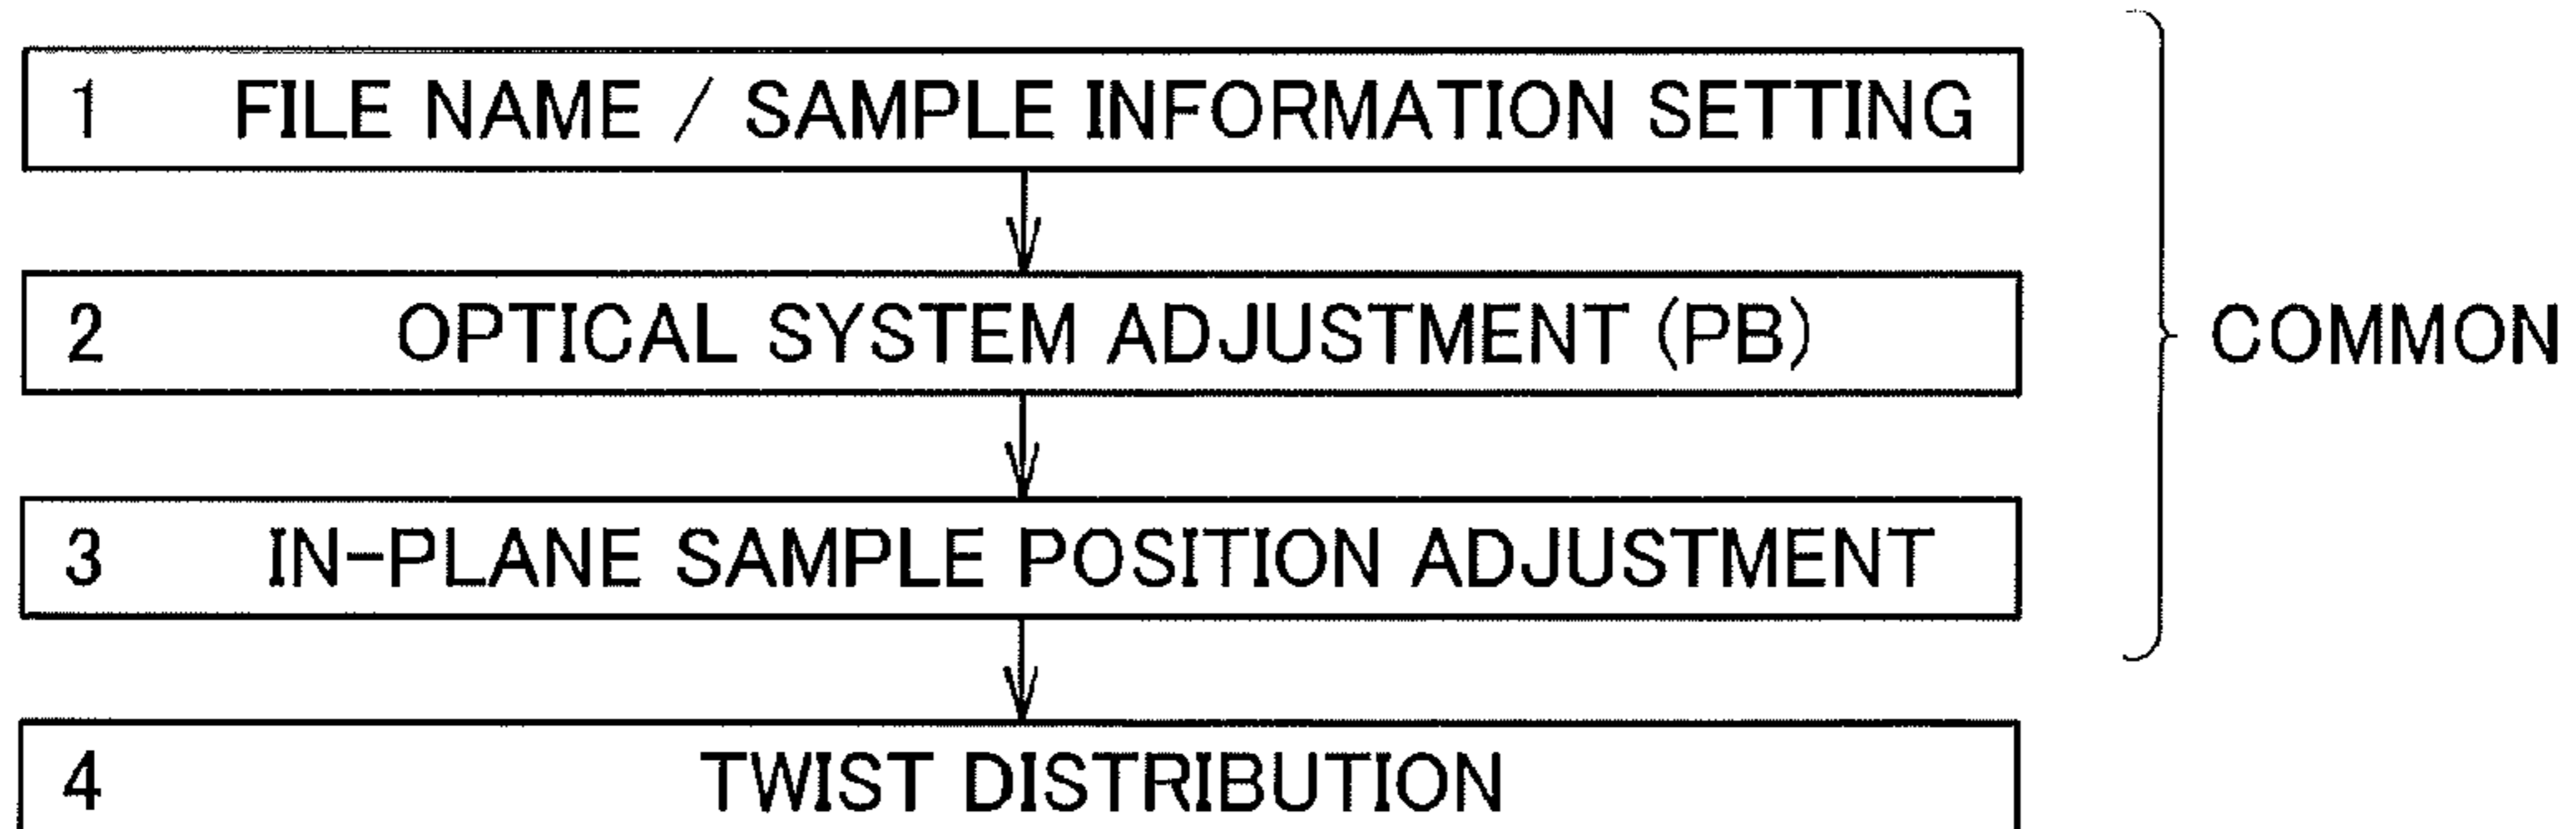 1 FILE NAME / SAMPLE INFORMATION SETTING
2 OPTICAL SYSTEM ADJUSTMENT (PB)
COMMON
3 IN-PLANE SAMPLE POSITION ADJUSTMENT
4 TWIST DISTRIBUTION